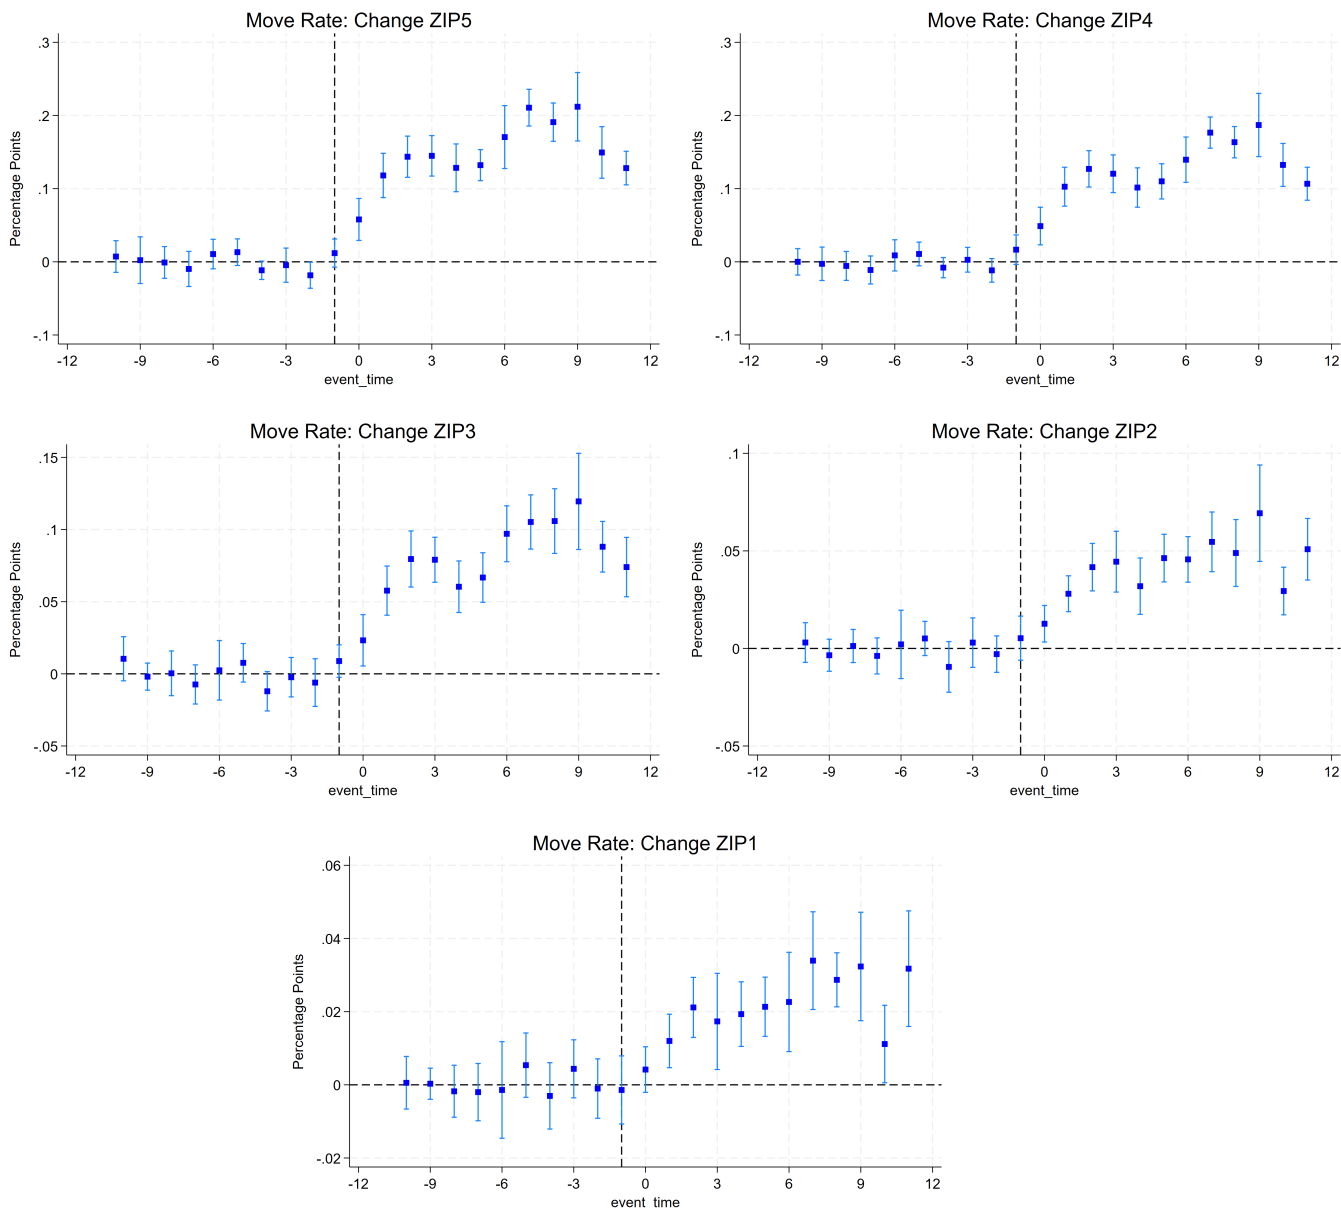 Move Rate: Change ZIP5
Percentage Points
.3
.2
.1
0
-.1
-12 -9 -6 -3 0 3 6 9 12
event_time
Move Rate: Change ZIP4
Percentage Points
.3
.2
.1
0
-.1
-12 -9 -6 -3 0 3 6 9 12
event_time
Move Rate: Change ZIP3
Percentage Points
.15
.1
.05
0
-.05
-12 -9 -6 -3 0 3 6 9 12
event_time
Move Rate: Change ZIP2
Percentage Points
.1
.05
0
-.05
-12 -9 -6 -3 0 3 6 9 12
event_time
Move Rate: Change ZIP1
Percentage Points
.06
.04
.02
0
-.02
-12 -9 -6 -3 0 3 6 9 12
event_time